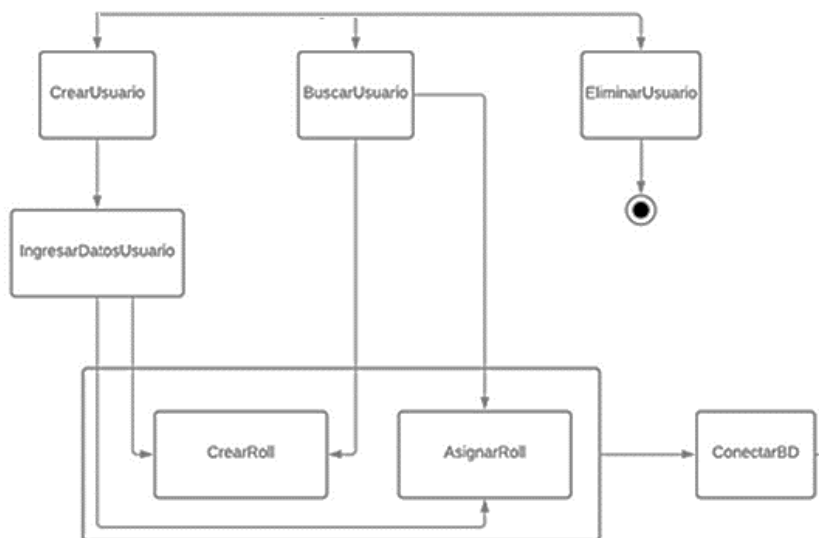 CrearUsuario
BuscarUsuario
EliminarUsuario
IngresarDatosUsuario
CrearRoll
AsignarRoll
ConectarBD